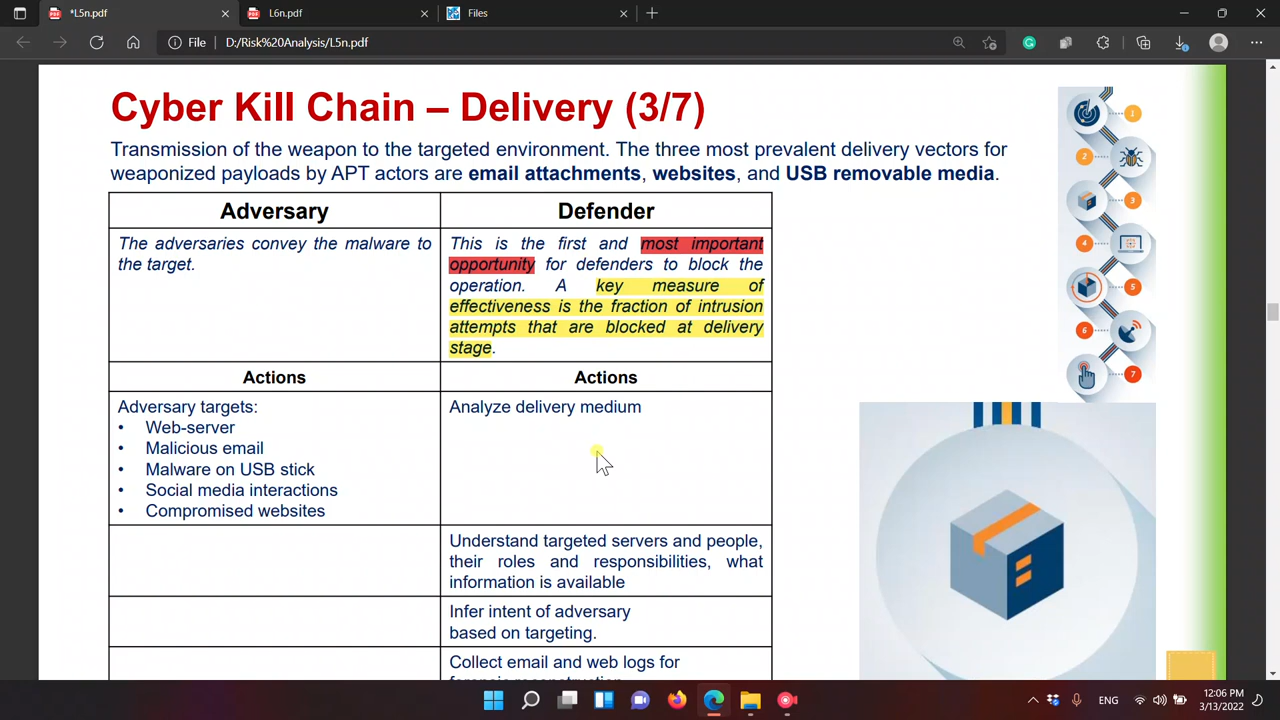 *L5n.pdf
L6n.pdf
Files
File
D:/Risk%20Analysis/L5n.pdf
Cyber Kill Chain – Delivery (3/7)
Transmission of the weapon to the targeted environment. The three most prevalent delivery vectors for
weaponized payloads by APT actors are email attachments, websites, and USB removable media.
Adversary
Defender
The adversaries convey the malware to
the target.
This is the first and most important
opportunity for defenders to block the
operation. A key measure of
effectiveness is the fraction of intrusion
attempts that are blocked at delivery
stage.
Actions
Actions
Adversary targets:
• Web-server
• Malicious email
• Malware on USB stick
• Social media interactions
• Compromised websites
Analyze delivery medium
Understand targeted servers and people,
their roles and responsibilities, what
information is available
Infer intent of adversary
based on targeting.
Collect email and web logs for
forensic reconstruction
1
2
3
4
5
6
7
ENG
12:06 PM
3/13/2022